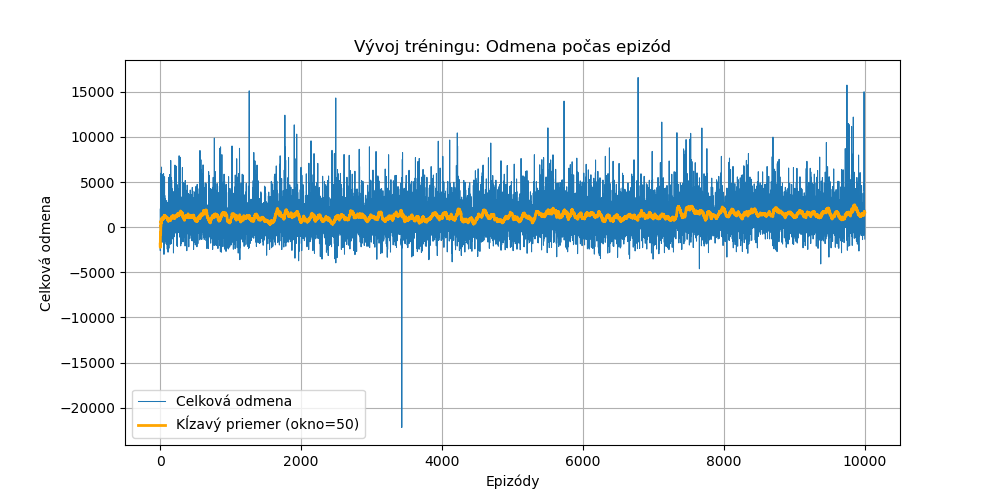 Vývoj tréningu: Odmena počas epizód
Celková odmena
15000
10000
5000
0
−5000
−10000
−15000
−20000
Celková odmena
Kĺzavý priemer (okno=50)
0
2000
4000
6000
8000
10000
Epizódy